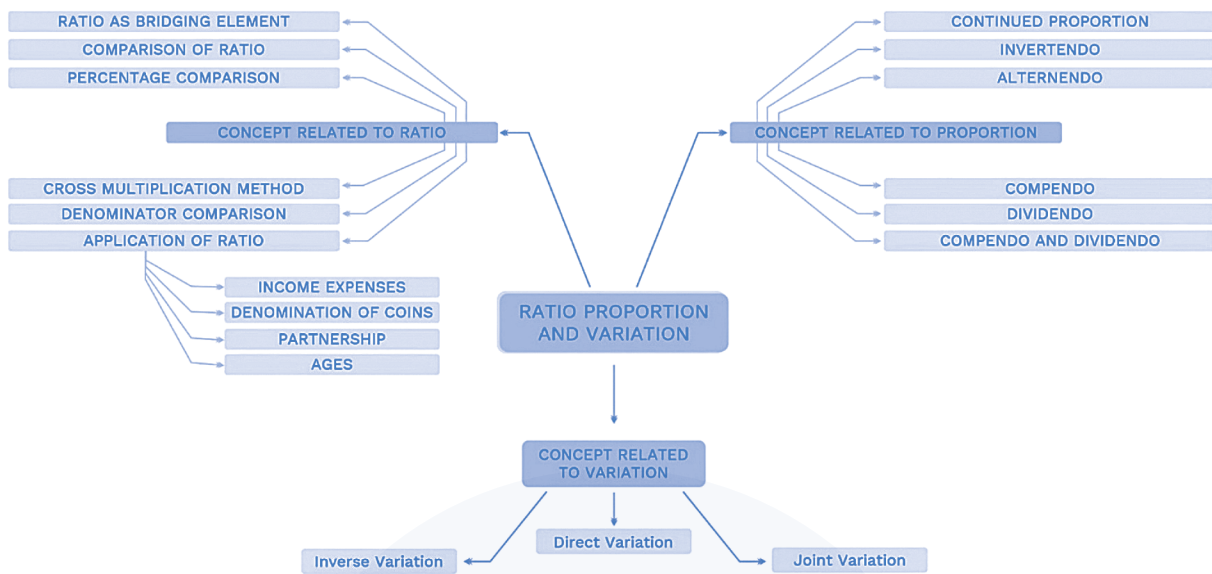 RATIO AS BRIDGING ELEMENT
COMPARISON OF RATIO
PERCENTAGE COMPARISON
CONCEPT RELATED TO RATIO
CROSS MULTIPLICATION METHOD
DENOMINATOR COMPARISON
APPLICATION OF RATIO
INCOME EXPENSES
DENOMINATION OF COINS
PARTNERSHIP
AGES
CONTINUED PROPORTION
INVERTENDO
ALTERNENDO
CONCEPT RELATED TO PROPORTION
COMPENDO
DIVIDENDO
COMPENDO AND DIVIDENDO
RATIO PROPORTION
AND VARIATION
CONCEPT RELATED
TO VARIATION
Inverse Variation
Direct Variation
Joint Variation